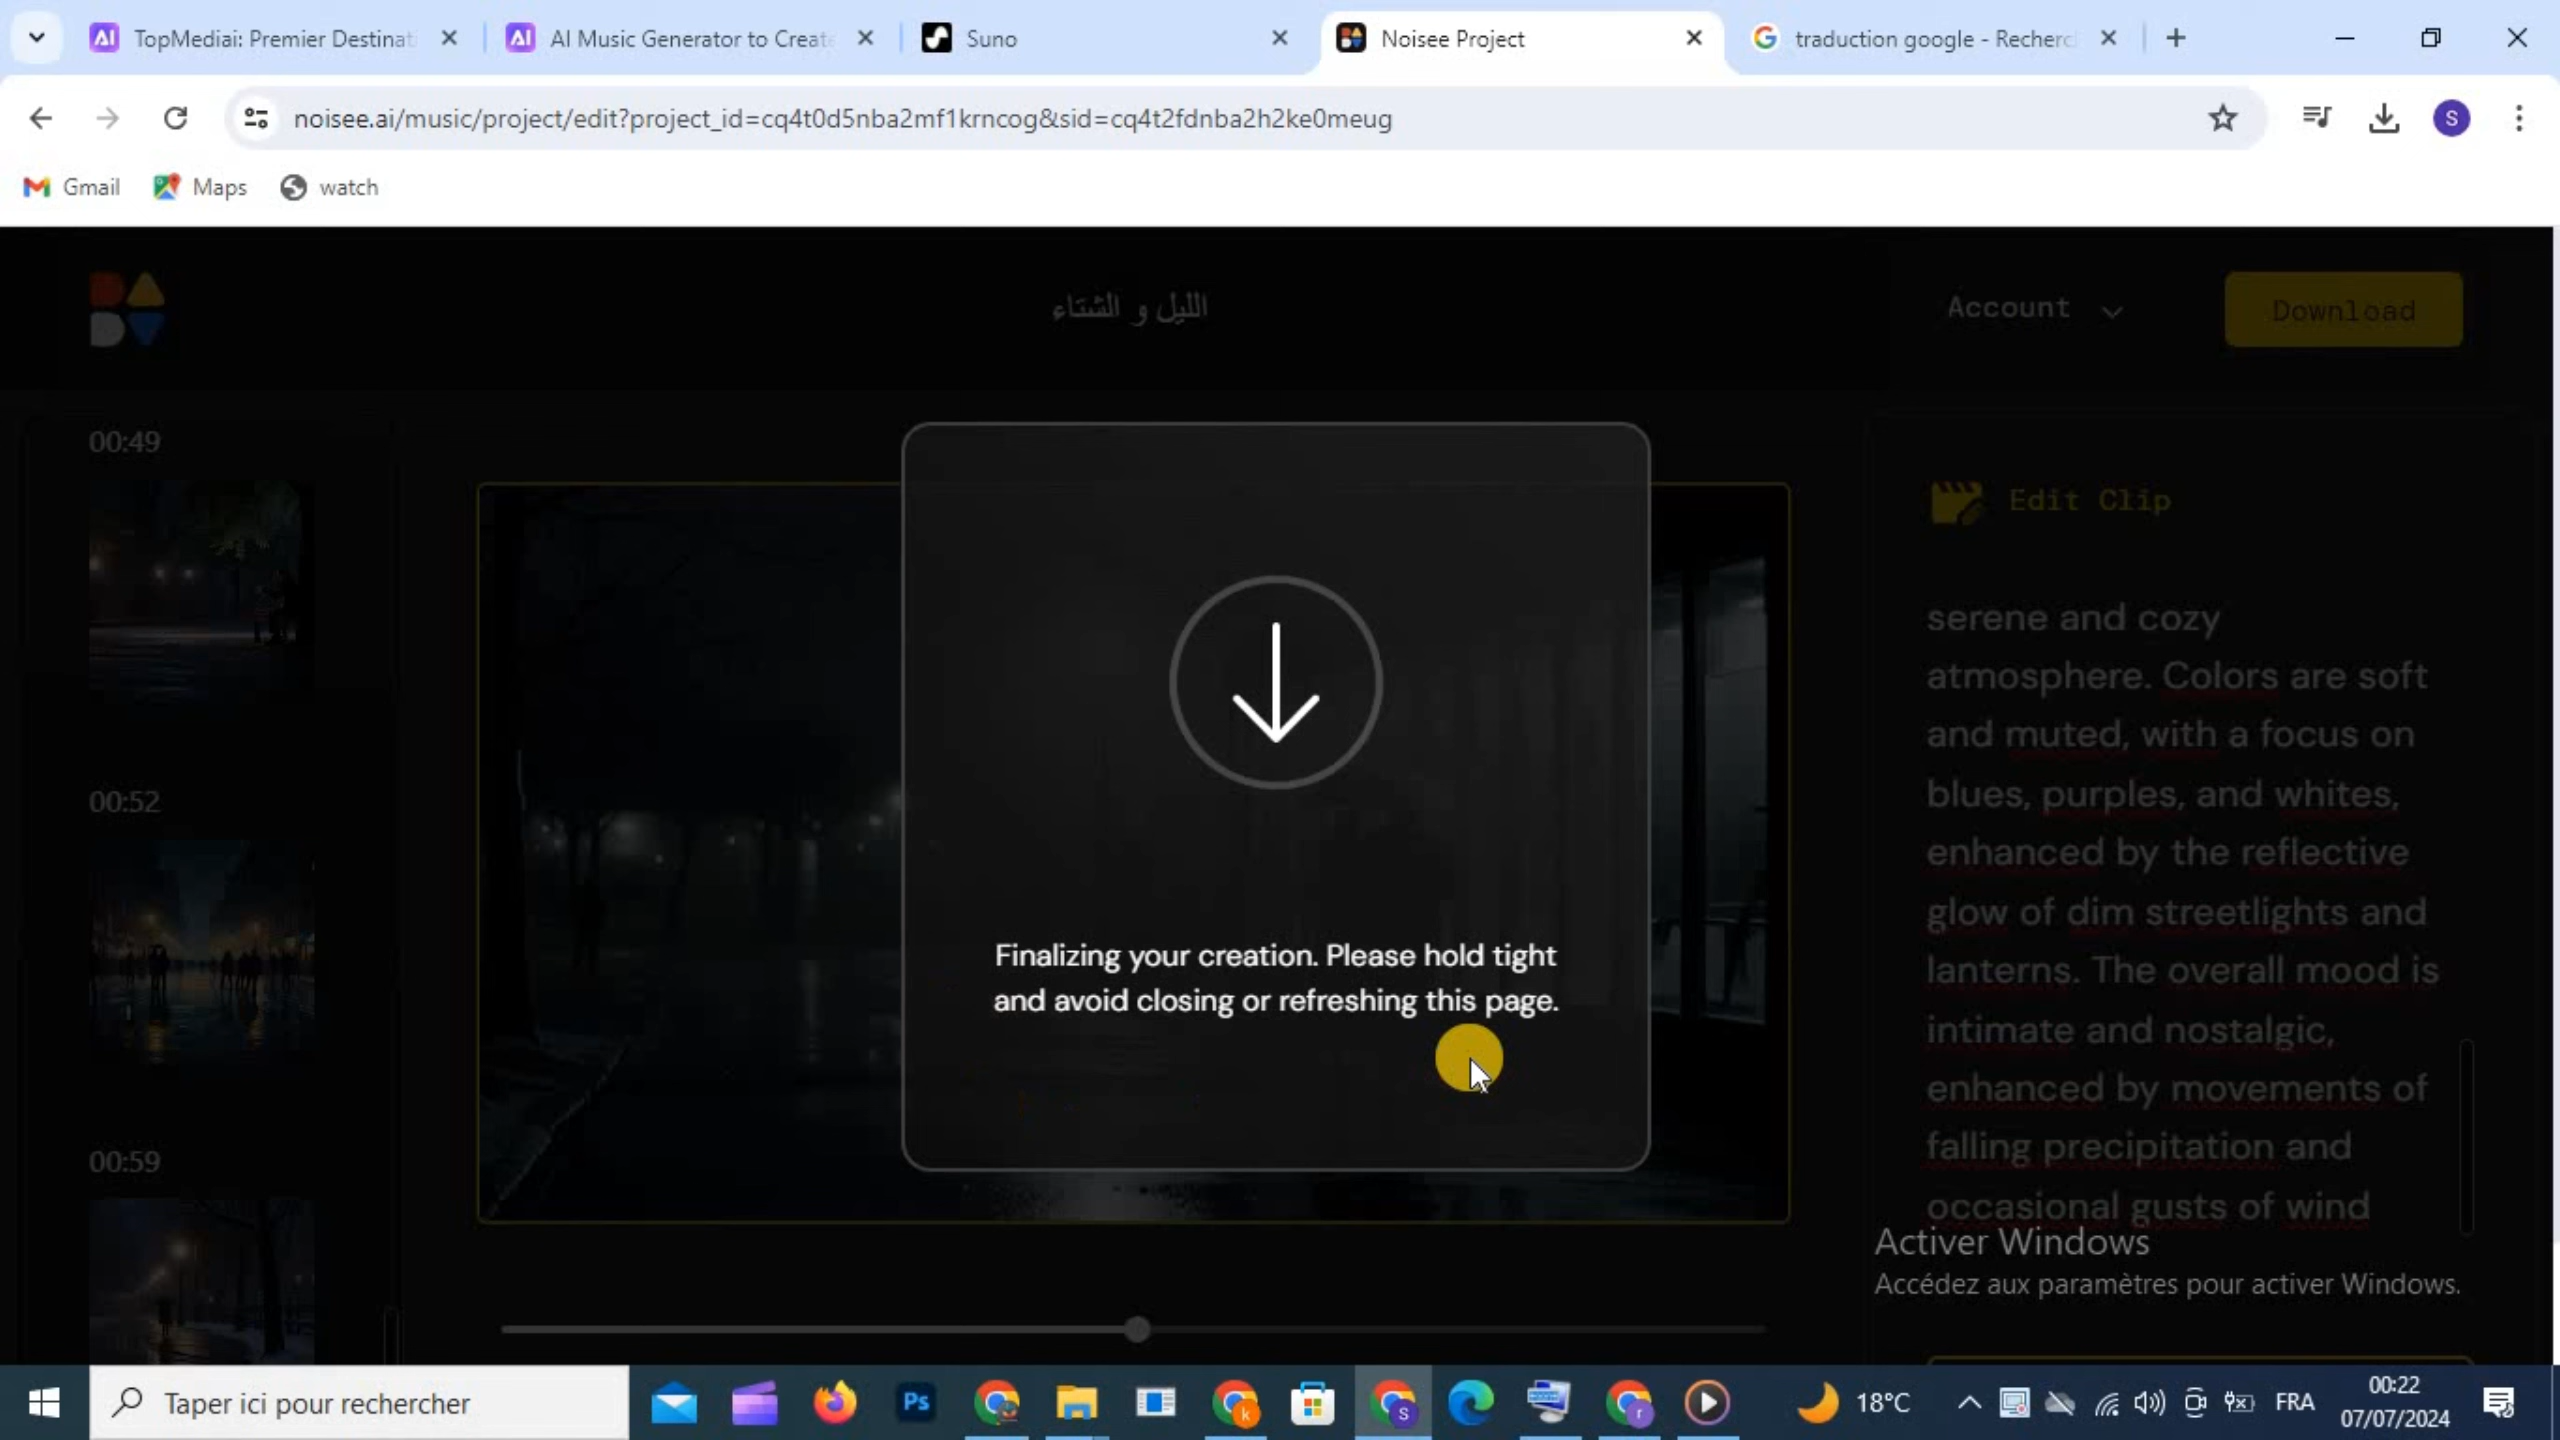 TopMediai: Premier Destinat
AI Music Generator to Create
Suno
Noisee Project
traduction google - Recherc
noisee.ai/music/project/edit?project_id=cq4t0d5nba2mf1krncog&sid=cq4t2fdnba2h2ke0meug
S
Gmail
Maps
watch
الليل و الشتاء
Account
Download
00:49
00:52
00:59
Finalizing your creation. Please hold tight
and avoid closing or refreshing this page.
Edit Clip
serene and cozy
atmosphere. Colors are soft
and muted, with a focus on
blues, purples, and whites,
enhanced by the reflective
glow of dim streetlights and
lanterns. The overall mood is
intimate and nostalgic,
enhanced by movements of
falling precipitation and
occasional gusts of wind
Activer Windows
Accédez aux paramètres pour activer Windows.
Taper ici pour rechercher
Ps
k
S
r
18°C
FRA
00:22
07/07/2024